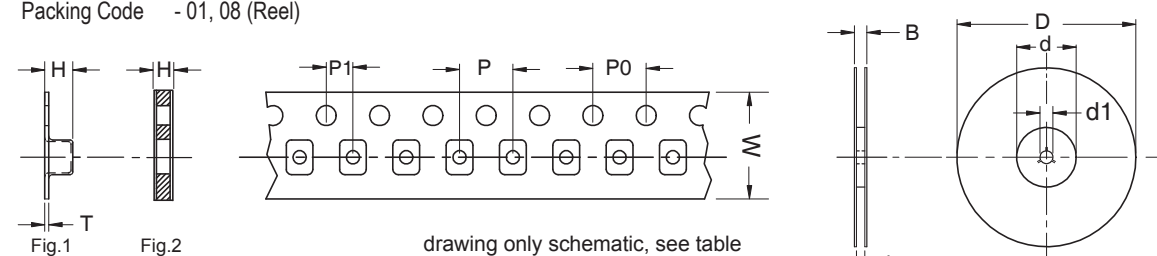 Packing Code - 01, 08 (Reel)
H
H
P1
P
P0
B
D
d
d1
W
T
Fig.1
Fig.2
drawing only schematic, see table